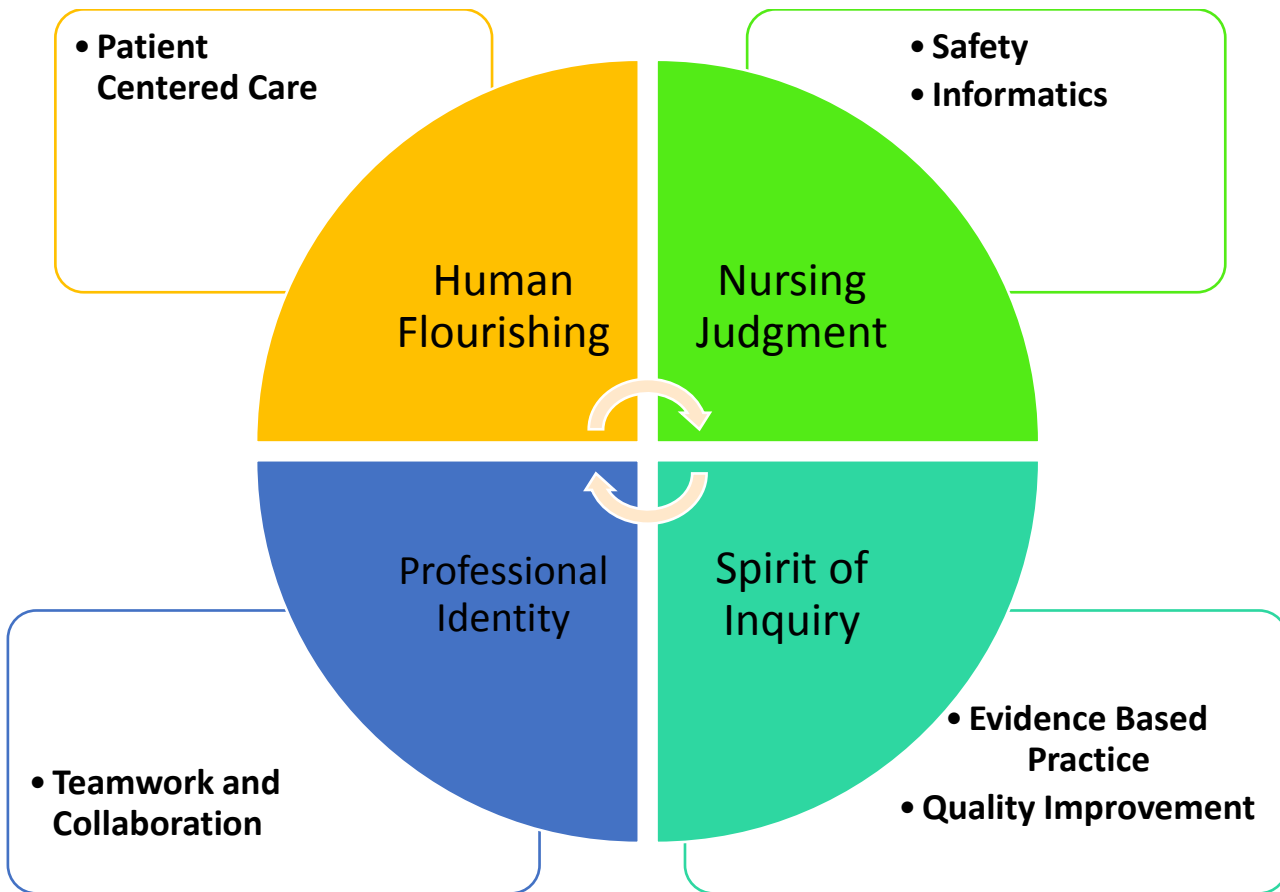 • Patient
Centered Care
• Safety
• Informatics
Human
Flourishing
Nursing
Judgment
Professional
Identity
Spirit of
Inquiry
• Teamwork and
Collaboration
• Evidence Based
Practice
• Quality Improvement